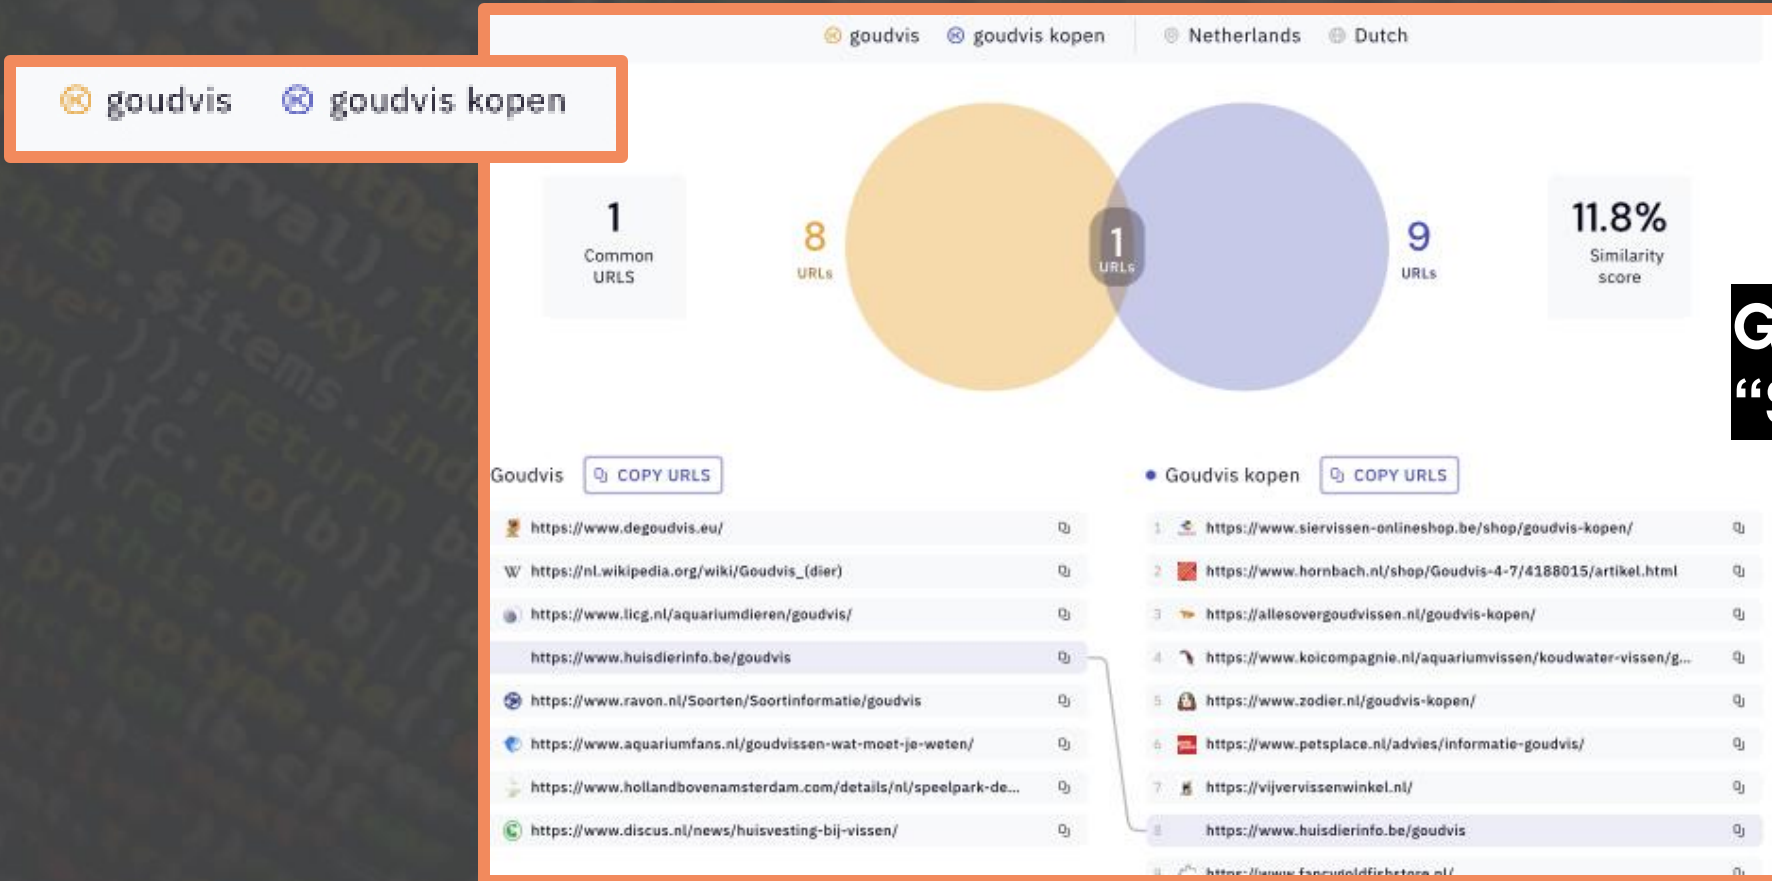 goudvis goudvis kopen Netherlands Dutch
goudvis goudvis kopen
1
Common
URLS
8
URLs
1
URLs
9
URLs
11.8%
Similarity
score
G
“
Goudvis COPY URLS
https://www.degoudvis.eu/
https://nl.wikipedia.org/wiki/Goudvis_(dier)
https://www.licg.nl/aquariumdieren/goudvis/
https://www.huisdierinfo.be/goudvis
https://www.ravon.nl/Soorten/Soortinformatie/goudvis
https://www.aquariumfans.nl/goudvissen-wat-moet-je-weten/
https://www.hollandbovenamsterdam.com/details/nl/speelpark-de...
https://www.discus.nl/news/huisvesting-bij-vissen/
Goudvis kopen COPY URLS
1 https://www.siervissen-onlineshop.be/shop/goudvis-kopen/
2 https://www.hornbach.nl/shop/Goudvis-4-7/4188015/artikel.html
3 https://allesovergoudvissen.nl/goudvis-kopen/
4 https://www.koicompagnie.nl/aquariumvissen/koudwater-vissen/g...
5 https://www.zodier.nl/goudvis-kopen/
6 https://www.petsplace.nl/advies/informatie-goudvis/
7 https://vijvervissenwinkel.nl/
8 https://www.huisdierinfo.be/goudvis
https://www.fancygoldfishstore.nl/